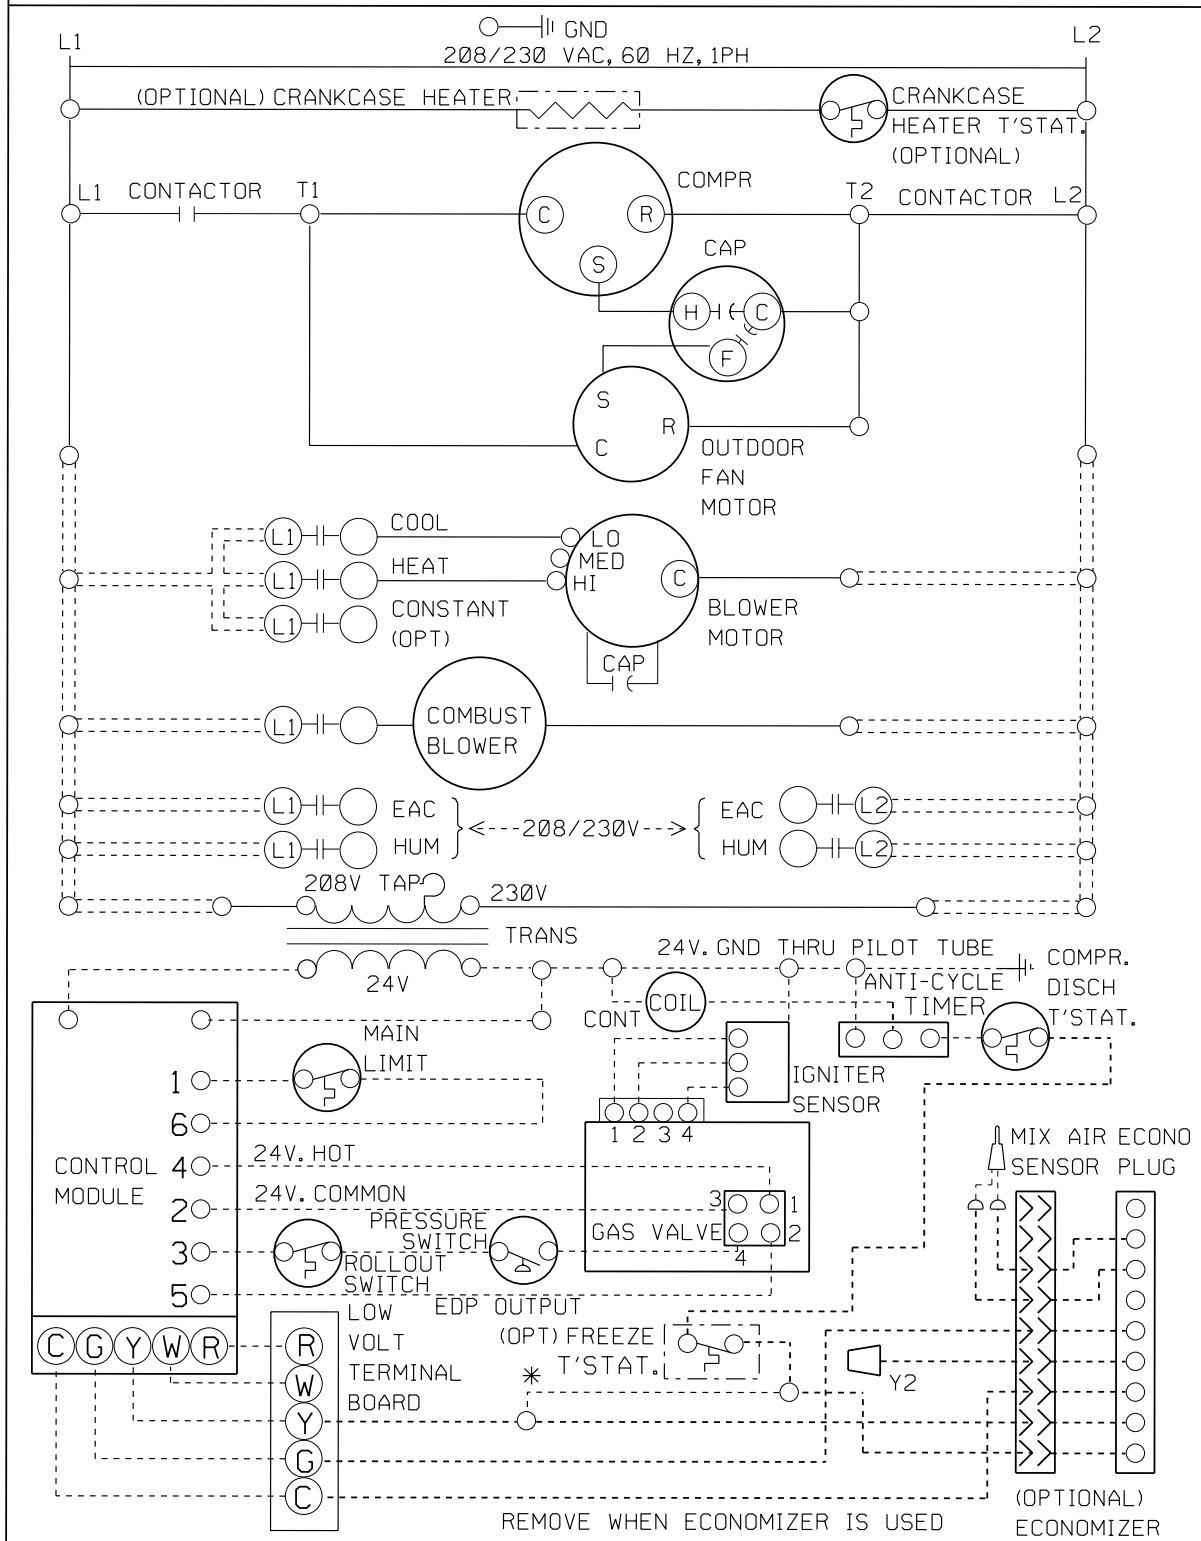 GND
L1
L2
208/230 VAC, 60 HZ, 1PH
(OPTIONAL) CRANKCASE HEATER
CRANKCASE
HEATER T'STAT.
(OPTIONAL)
L1
CONTACTOR
T1
COMPR
T2
CONTACTOR
L2
C
R
S
CAP
H
C
F
S
R
C
OUTDOOR
FAN
MOTOR
L1
COOL
LO
MED
HI
L1
HEAT
C
L1
CONSTANT
(OPT)
BLOWER
MOTOR
CAP
L1
COMBUST
BLOWER
L1
EAC
208/230V
EAC
L2
L1
HUM
HUM
L2
208V TAP
230V
TRANS
24V
24V. GND THRU PILOT TUBE
COMPR.
DISCH
T'STAT.
ANTI-CYCLE
TIMER
COIL
CONT
MAIN
LIMIT
IGNITER
SENSOR
CONTROL
MODULE
1
6
4
2
3
5
24V. HOT
24V. COMMON
1 2 3 4
3
1
GAS VALVE
2
4
PRESSURE
SWITCH
ROLLOUT
SWITCH
EDP OUTPUT
MIX AIR
SENSOR
ECONO
PLUG
C G Y W R
LOW
VOLT
TERMINAL
BOARD
R
W
Y
G
C
(OPT) FREEZE
T'STAT.
*
Y2
REMOVE WHEN ECONOMIZER IS USED
(OPTIONAL)
ECONOMIZER